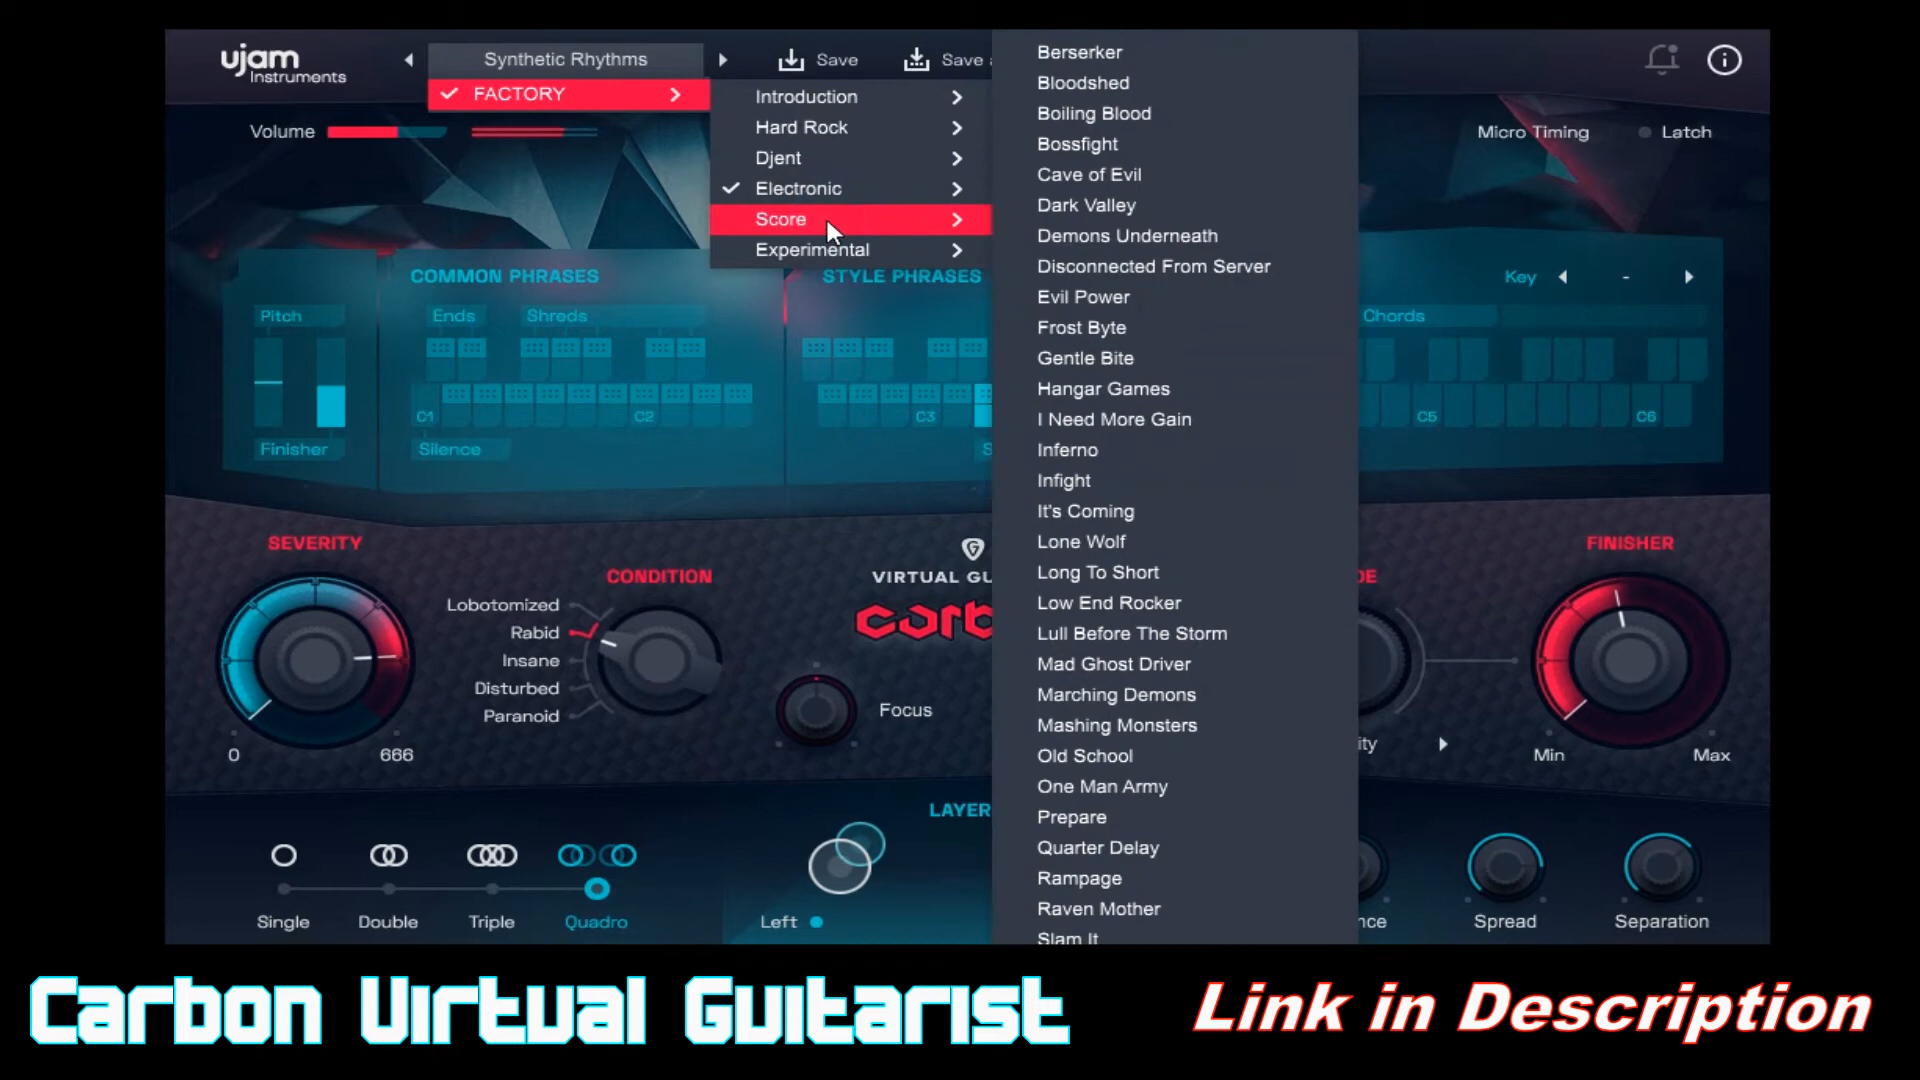 ujam
Instruments
Synthetic Rhythms
Save
Save
FACTORY
Introduction
Hard Rock
Djent
Electronic
Score
Experimental
Berserker
Bloodshed
Boiling Blood
Bossfight
Cave of Evil
Dark Valley
Demons Underneath
Disconnected From Server
Evil Power
Frost Byte
Gentle Bite
Hangar Games
I Need More Gain
Inferno
Infight
It's Coming
Lone Wolf
Long To Short
Low End Rocker
Lull Before The Storm
Mad Ghost Driver
Marching Demons
Mashing Monsters
Old School
One Man Army
Prepare
Quarter Delay
Rampage
Raven Mother
Slam It
Volume
Micro Timing
Latch
COMMON PHRASES
STYLE PHRASES
Key
-
Pitch
Ends
Shreds
Chords
C1
C2
C3
C5
C6
Finisher
Silence
S
SEVERITY
0
666
CONDITION
Lobotomized
Rabid
Insane
Disturbed
Paranoid
VIRTUAL GU
carb
Focus
DE
ity
FINISHER
Min
Max
LAYER
Single
Double
Triple
Quadro
Left
nce
Spread
Separation
Carbon Virtual Guitarist
Link in Description